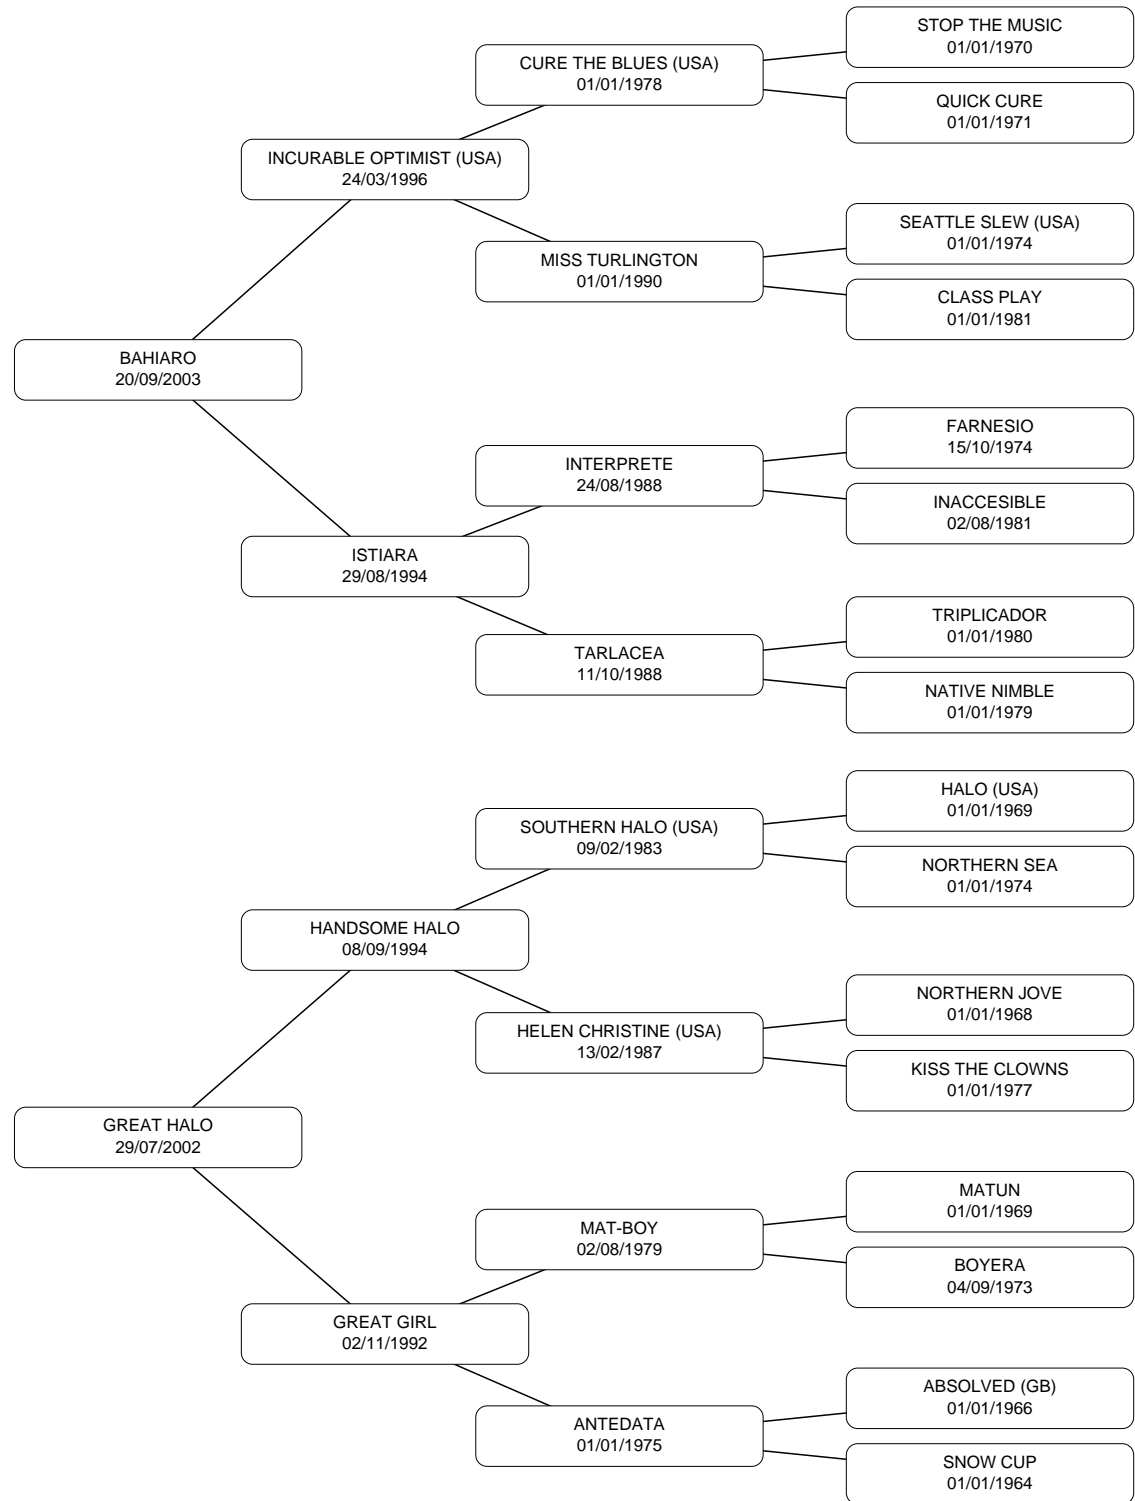 STOP THE MUSIC
01/01/1970
CURE THE BLUES (USA)
01/01/1978
QUICK CURE
01/01/1971
INCURABLE OPTIMIST (USA)
24/03/1996
SEATTLE SLEW (USA)
01/01/1974
MISS TURLINGTON
01/01/1990
CLASS PLAY
01/01/1981
BAHIARO
20/09/2003
FARNESIO
15/10/1974
INTERPRETE
24/08/1988
INACCESIBLE
02/08/1981
ISTIARA
29/08/1994
TRIPLICADOR
01/01/1980
TARLACEA
11/10/1988
NATIVE NIMBLE
01/01/1979
HALO (USA)
01/01/1969
SOUTHERN HALO (USA)
09/02/1983
NORTHERN SEA
01/01/1974
HANDSOME HALO
08/09/1994
NORTHERN JOVE
01/01/1968
HELEN CHRISTINE (USA)
13/02/1987
KISS THE CLOWNS
01/01/1977
GREAT HALO
29/07/2002
MATUN
01/01/1969
MAT-BOY
02/08/1979
BOYERA
04/09/1973
GREAT GIRL
02/11/1992
ABSOLVED (GB)
01/01/1966
ANTEDATA
01/01/1975
SNOW CUP
01/01/1964